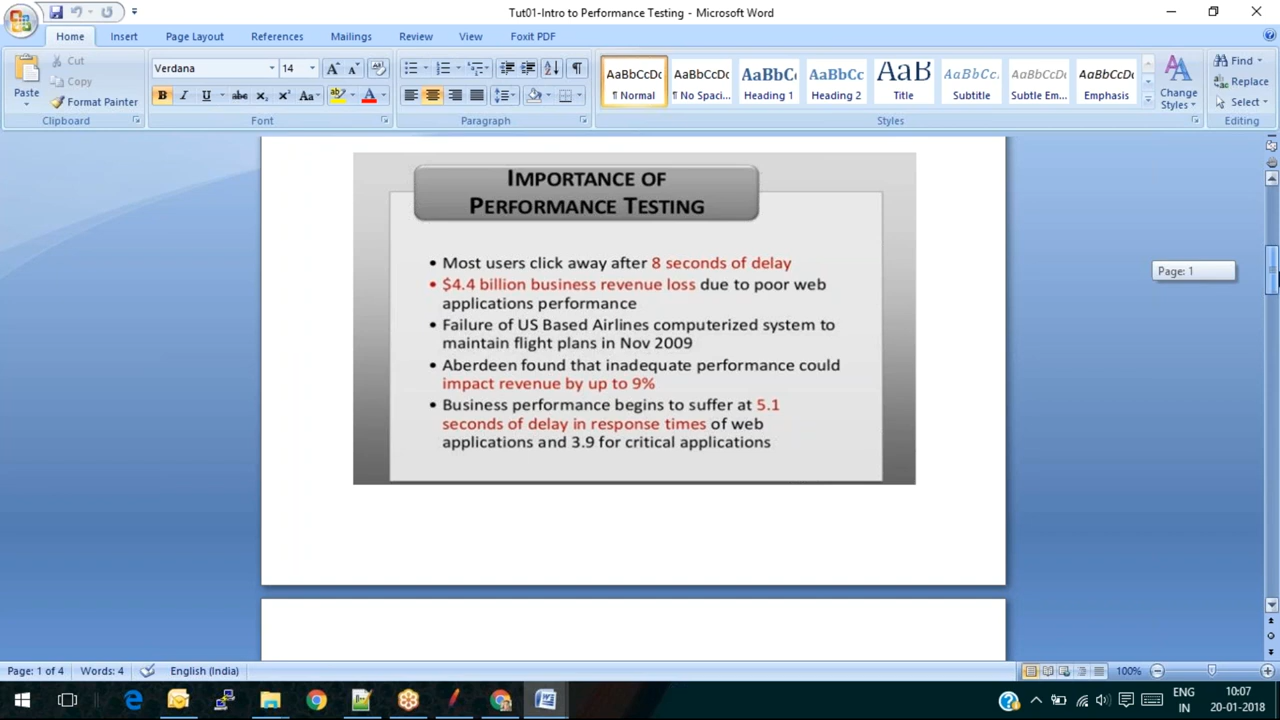 Tut01-Intro to Performance Testing - Microsoft Word
Home Insert Page Layout References Mailings Review View Foxit PDF
Paste
Cut
Copy
Format Painter
Clipboard
Verdana 14
B I U abc x₂ x² Aa
Font
Paragraph
AaBbCcDc AaBbCcDc AaBbC AaBbCc AaB AaBbCc. AaBbCcDc AaBbCcDc
¶ Normal ¶ No Spaci... Heading 1 Heading 2 Title Subtitle Subtle Em... Emphasis
Change
Styles
Styles
Find
Replace
Select
Editing
IMPORTANCE OF
PERFORMANCE TESTING
• Most users click away after 8 seconds of delay
• $4.4 billion business revenue loss due to poor web
applications performance
• Failure of US Based Airlines computerized system to
maintain flight plans in Nov 2009
• Aberdeen found that inadequate performance could
impact revenue by up to 9%
• Business performance begins to suffer at 5.1
seconds of delay in response times of web
applications and 3.9 for critical applications
Page: 1
Page: 1 of 4 Words: 4 English (India) 100%
ENG
IN
10:07
20-01-2018